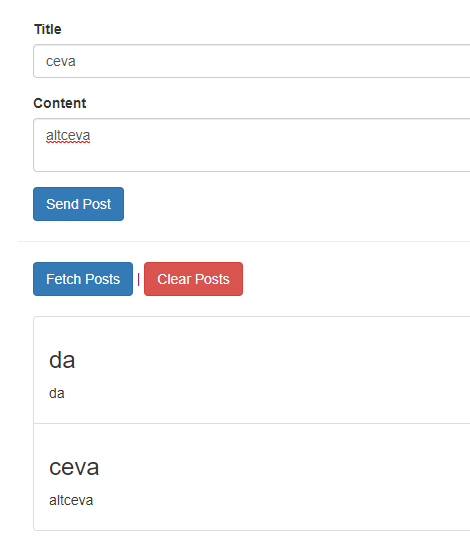 Title
ceva
Content
altceva
Send Post
Fetch Posts | Clear Posts
da
da
ceva
altceva